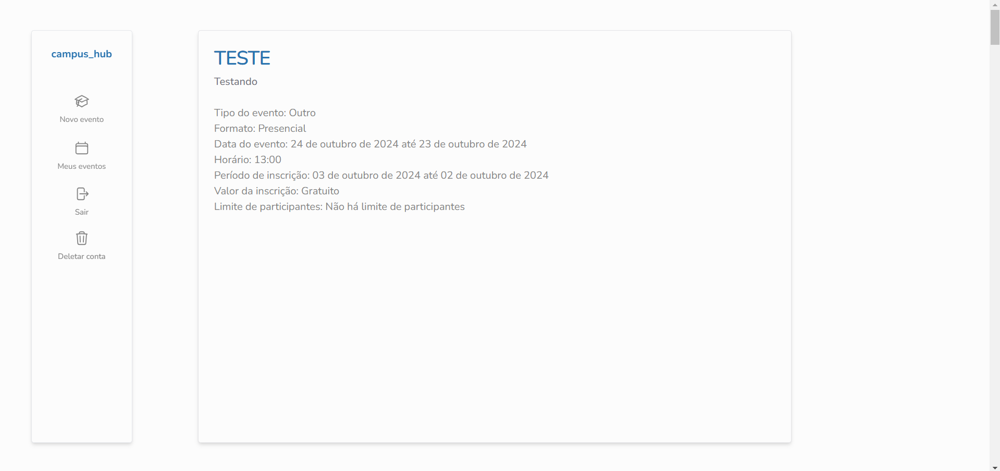 campus_hub
Novo evento
Meus eventos
Sair
Deletar conta
TESTE
Testando
Tipo do evento: Outro
Formato: Presencial
Data do evento: 24 de outubro de 2024 até 23 de outubro de 2024
Horário: 13:00
Período de inscrição: 03 de outubro de 2024 até 02 de outubro de 2024
Valor da inscrição: Gratuito
Limite de participantes: Não há limite de participantes